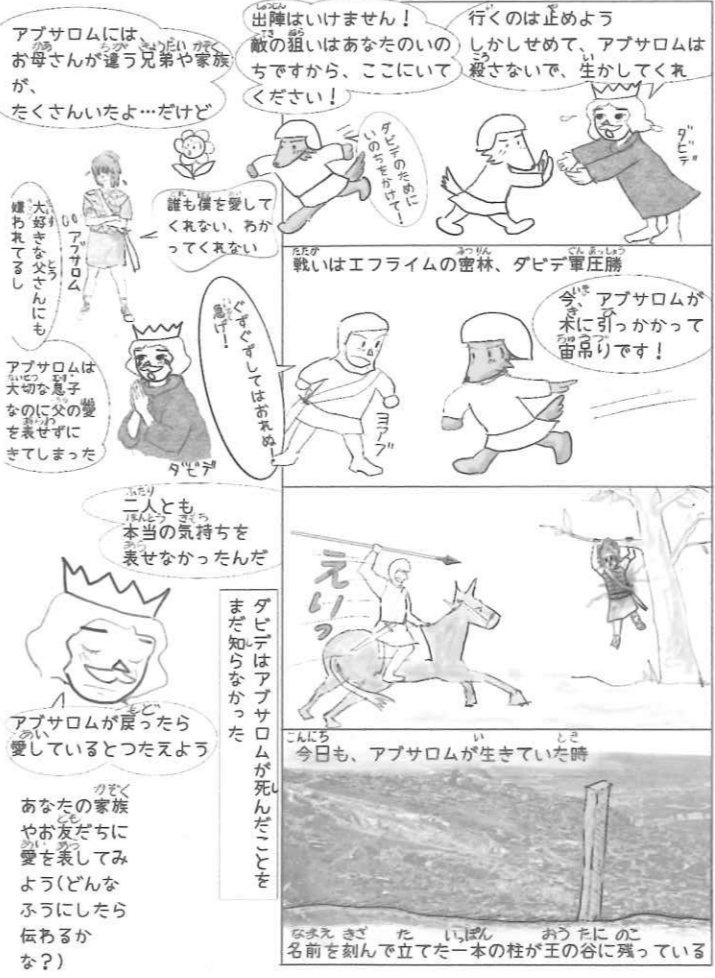 出陣はいけません！
敵の狙いはあなたのいの
ちですから、ここにいて
ください！
行くのは止めよう
しかしせめて、アブサロムは
殺さないで、生かしてくれ
ダビデのために
いのちをかけて！
ダビデ
戦いはエフライムの密林、ダビデ軍圧勝
今、アブサロムが
木に引っかかって
宙吊りです！
ぐずぐずしてはおれぬ！
急げ！
ヨアブ
えいっ
今日も、アブサロムが生きていた時
名前を刻んで立てた一本の柱が王の谷に残っている
アブサロムには
お母さんが違う兄弟や家族
が、
たくさんいたよ…だけど
誰も僕を愛して
くれない、わか
ってくれない
アブサロム
大好きな父さんにも
嫌われてるし
アブサロムは
大切な息子
なのに父の愛
を表せずに
きてしまった
ダビデ
二人とも
本当の気持ちを
表せなかったんだ
ダビデはアブサロムが死んだことを
まだ知らなかった
アブサロムが戻ったら
愛しているとつたえよう
あなたの家族
やお友だちに
愛を表してみ
よう(どんな
ふうにしたら
伝わるか
な？)